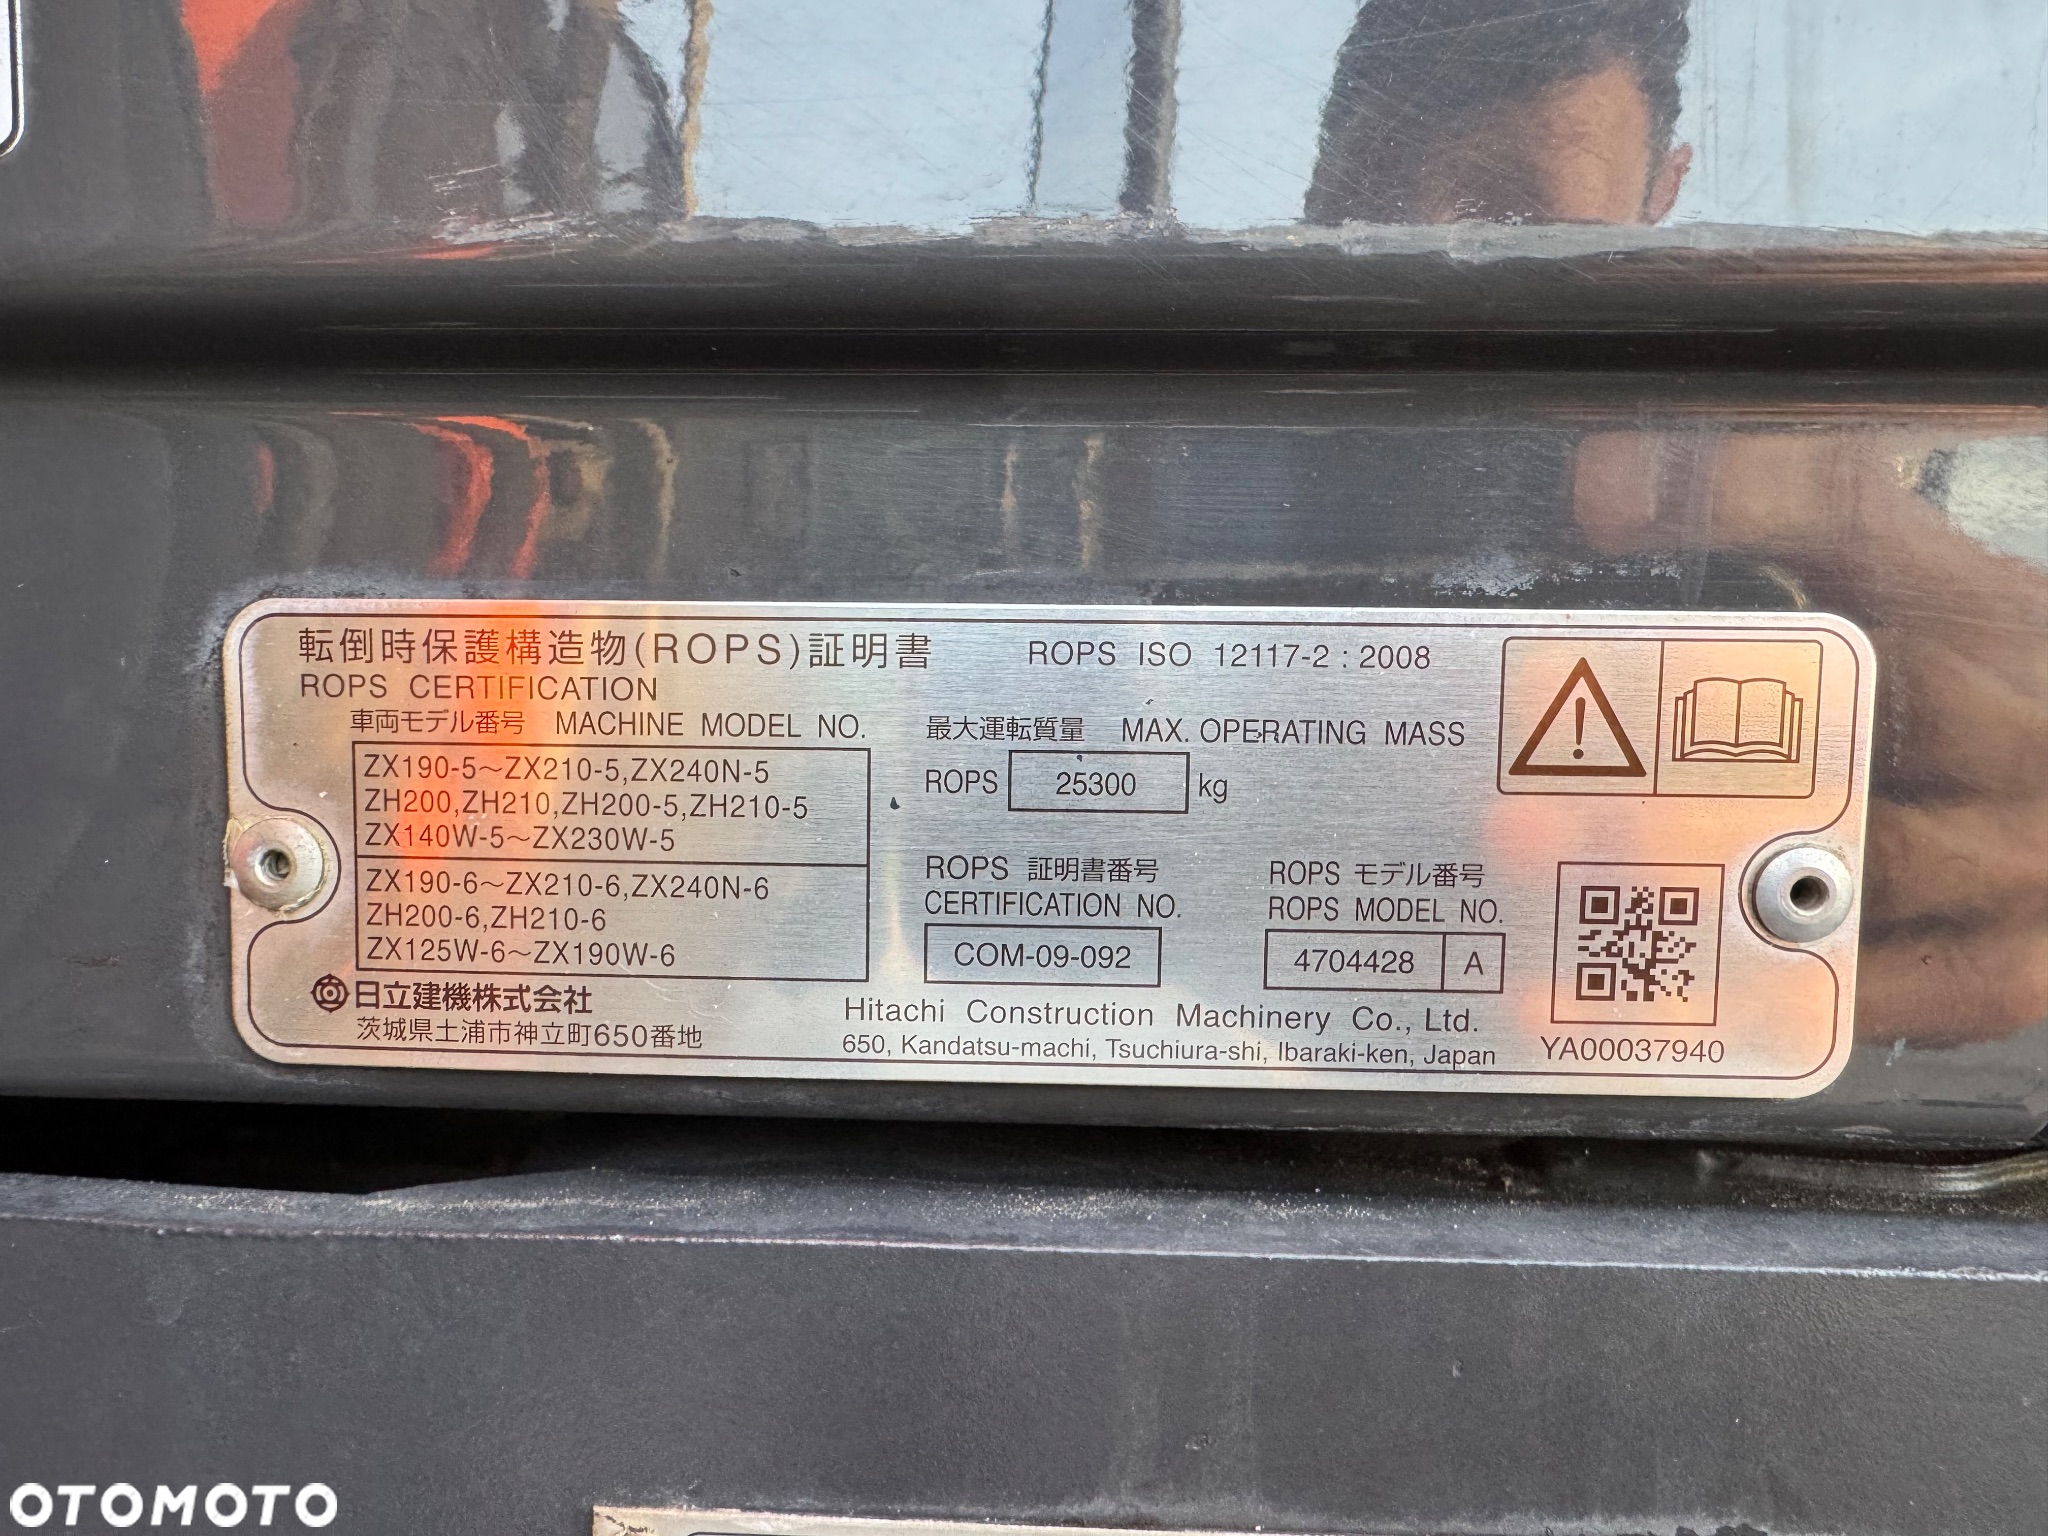 転倒時保護構造物(ROPS)証明書 ROPS ISO 12117-2 : 2008
ROPS CERTIFICATION
車両モデル番号 MACHINE MODEL NO.
ZX190-5～ZX210-5,ZX240N-5
ZH200,ZH210,ZH200-5,ZH210-5
ZX140W-5～ZX230W-5
ZX190-6～ZX210-6,ZX240N-6
ZH200-6,ZH210-6
ZX125W-6～ZX190W-6
最大運転質量 MAX. OPERATING MASS
ROPS 25300 kg
ROPS 証明書番号
CERTIFICATION NO.
COM-09-092
ROPS モデル番号
ROPS MODEL NO.
4704428 A
日立建機株式会社
茨城県土浦市神立町650番地
Hitachi Construction Machinery Co., Ltd.
650, Kandatsu-machi, Tsuchiura-shi, Ibaraki-ken, Japan
YA00037940
OTOMOTO